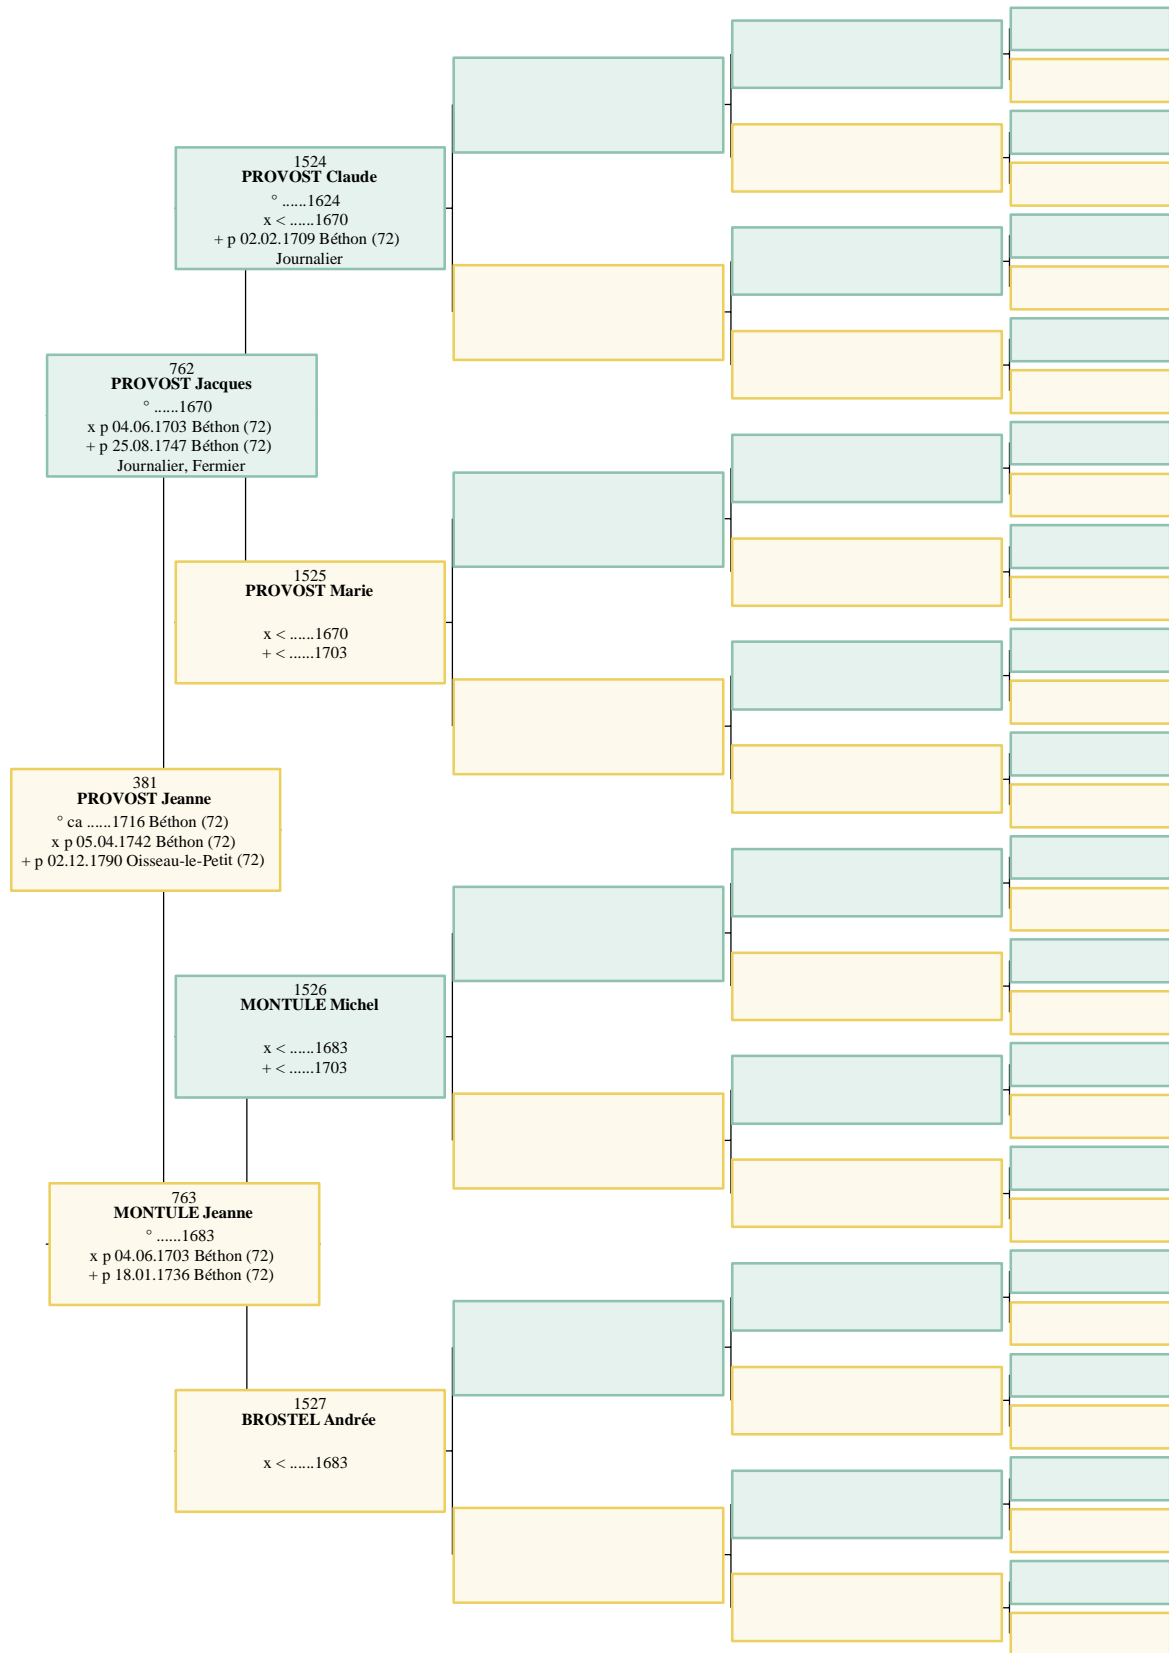 1524
PROVOST Claude
° ......1624
x < ......1670
+ p 02.02.1709 Béthon (72)
Journalier
762
PROVOST Jacques
° ......1670
x p 04.06.1703 Béthon (72)
+ p 25.08.1747 Béthon (72)
Journalier, Fermier
1525
PROVOST Marie
x < ......1670
+ < ......1703
381
PROVOST Jeanne
° ca ......1716 Béthon (72)
x p 05.04.1742 Béthon (72)
+ p 02.12.1790 Oisseau-le-Petit (72)
1526
MONTULE Michel
x < ......1683
+ < ......1703
763
MONTULE Jeanne
° ......1683
x p 04.06.1703 Béthon (72)
+ p 18.01.1736 Béthon (72)
1527
BROSTEL Andrée
x < ......1683